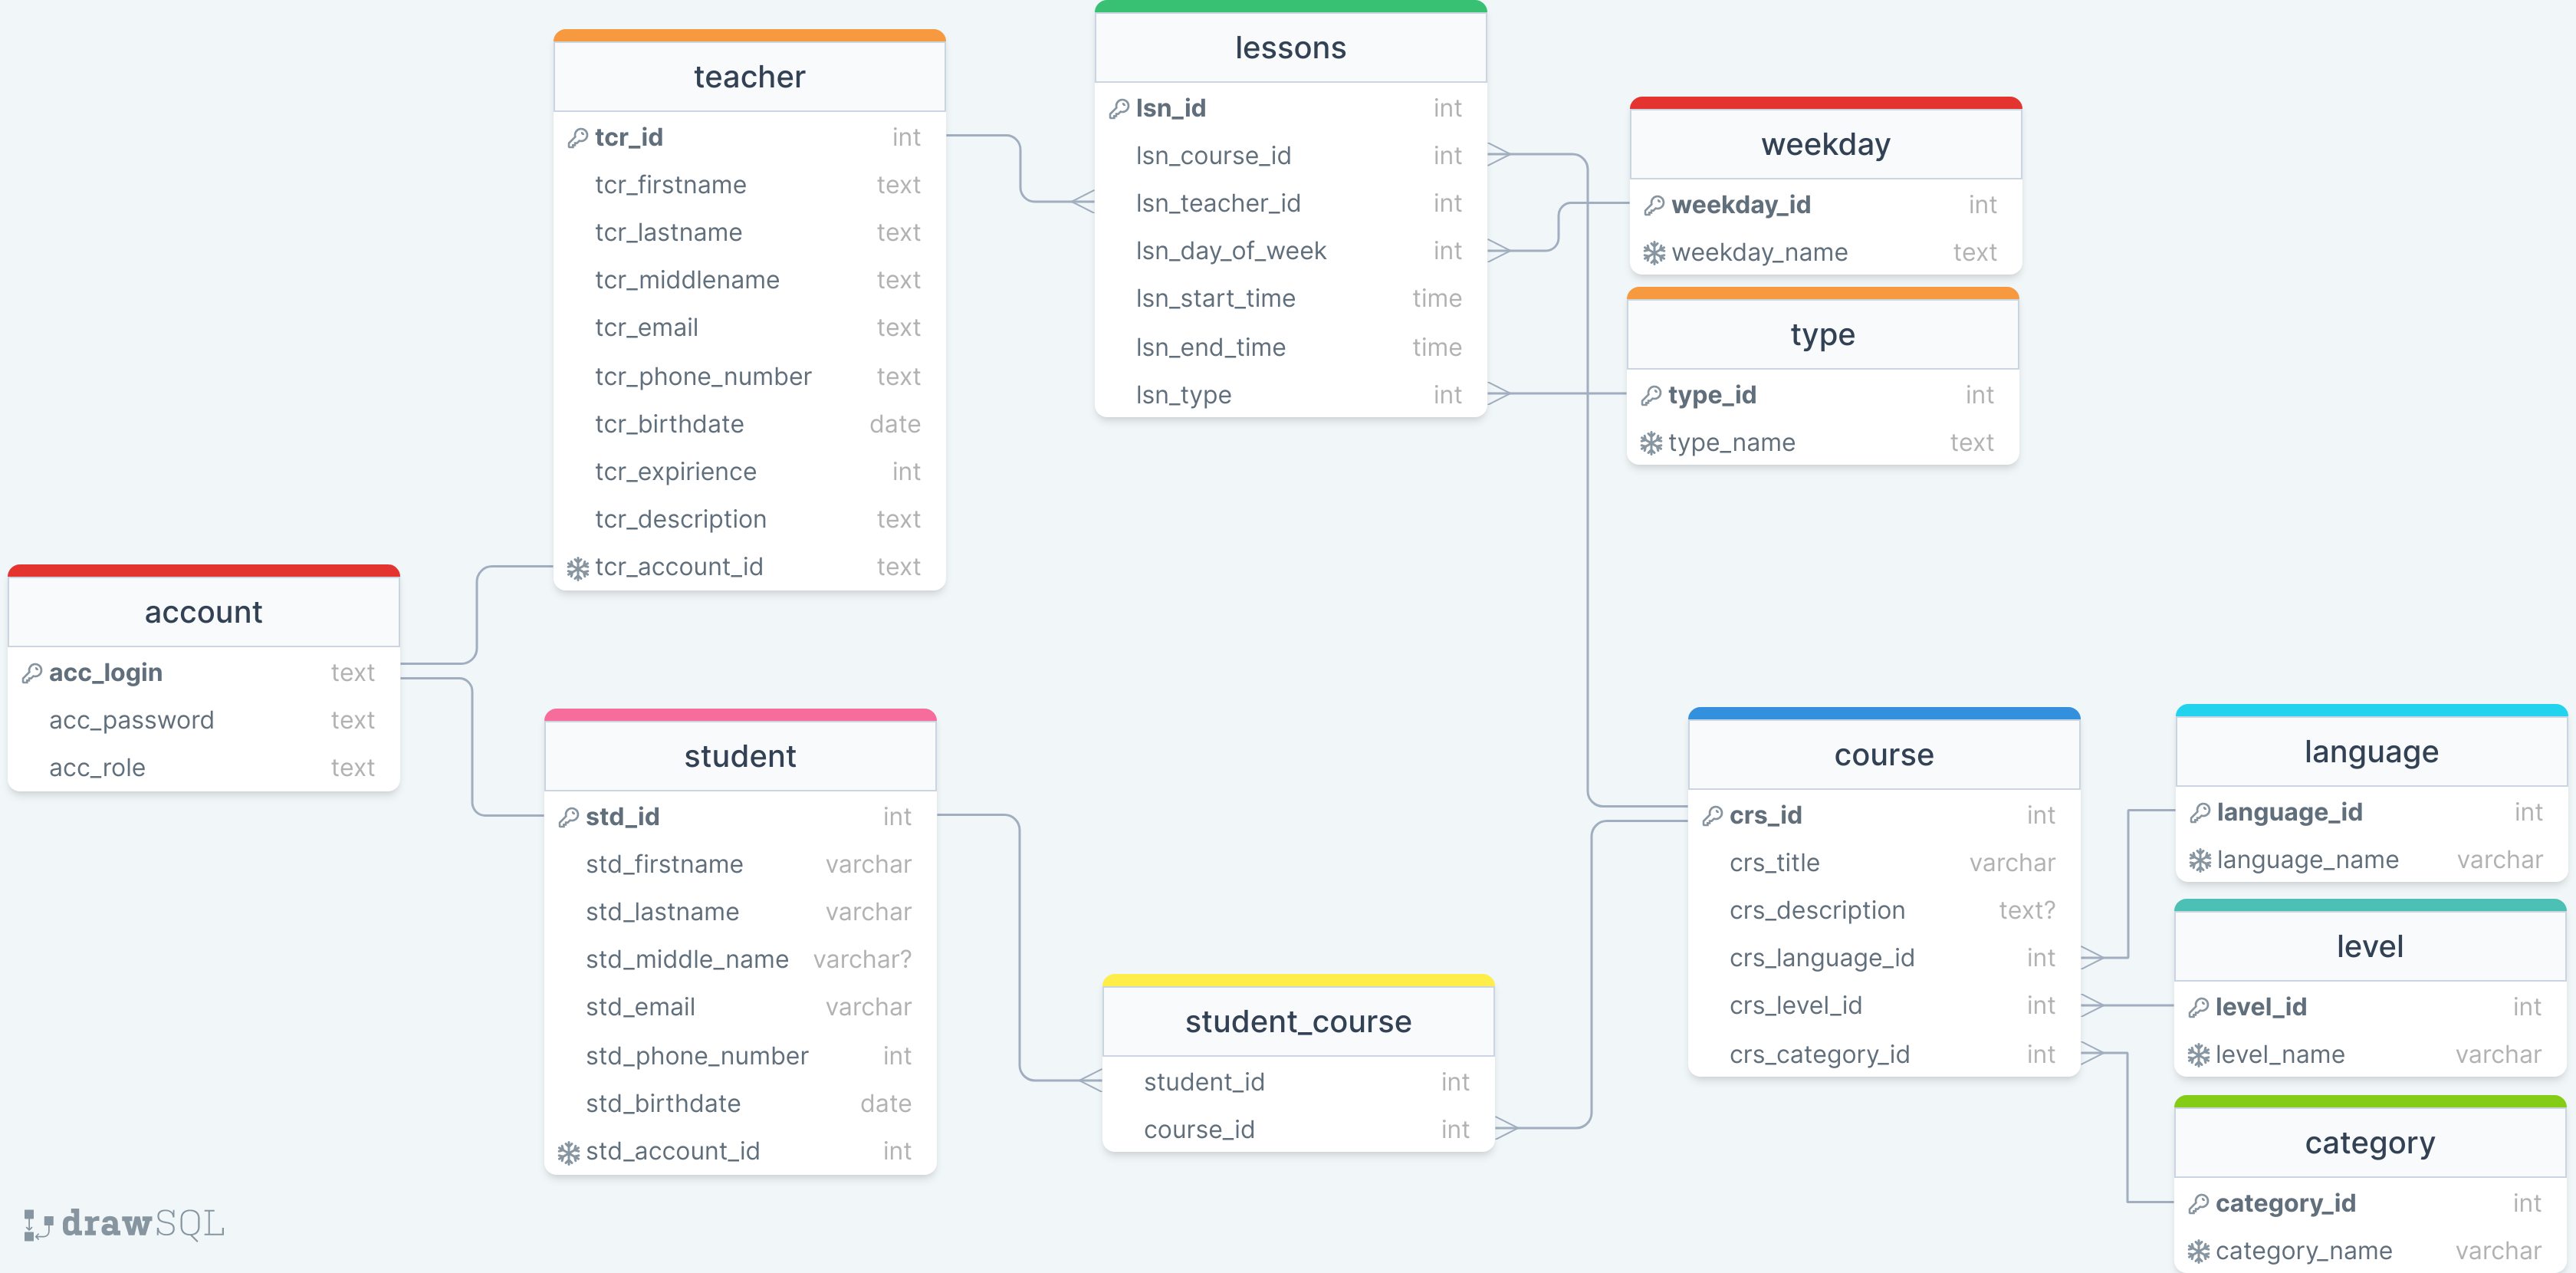 teacher
tcr_id int
tcr_firstname text
tcr_lastname text
tcr_middlename text
tcr_email text
tcr_phone_number text
tcr_birthdate date
tcr_expirience int
tcr_description text
tcr_account_id text
lessons
lsn_id int
lsn_course_id int
lsn_teacher_id int
lsn_day_of_week int
lsn_start_time time
lsn_end_time time
lsn_type int
weekday
weekday_id int
weekday_name text
type
type_id int
type_name text
account
acc_login text
acc_password text
acc_role text
student
std_id int
std_firstname varchar
std_lastname varchar
std_middle_name varchar?
std_email varchar
std_phone_number int
std_birthdate date
std_account_id int
student_course
student_id int
course_id int
course
crs_id int
crs_title varchar
crs_description text?
crs_language_id int
crs_level_id int
crs_category_id int
language
language_id int
language_name varchar
level
level_id int
level_name varchar
category
category_id int
category_name varchar
drawSQL